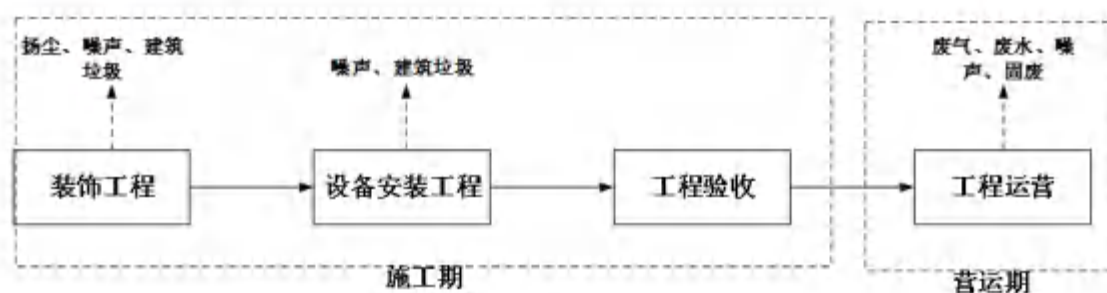 扬尘、噪声、建筑
垃圾
噪声、建筑垃圾
废气、废水、噪
声、固废
装饰工程
设备安装工程
工程验收
工程运营
施工期
营运期